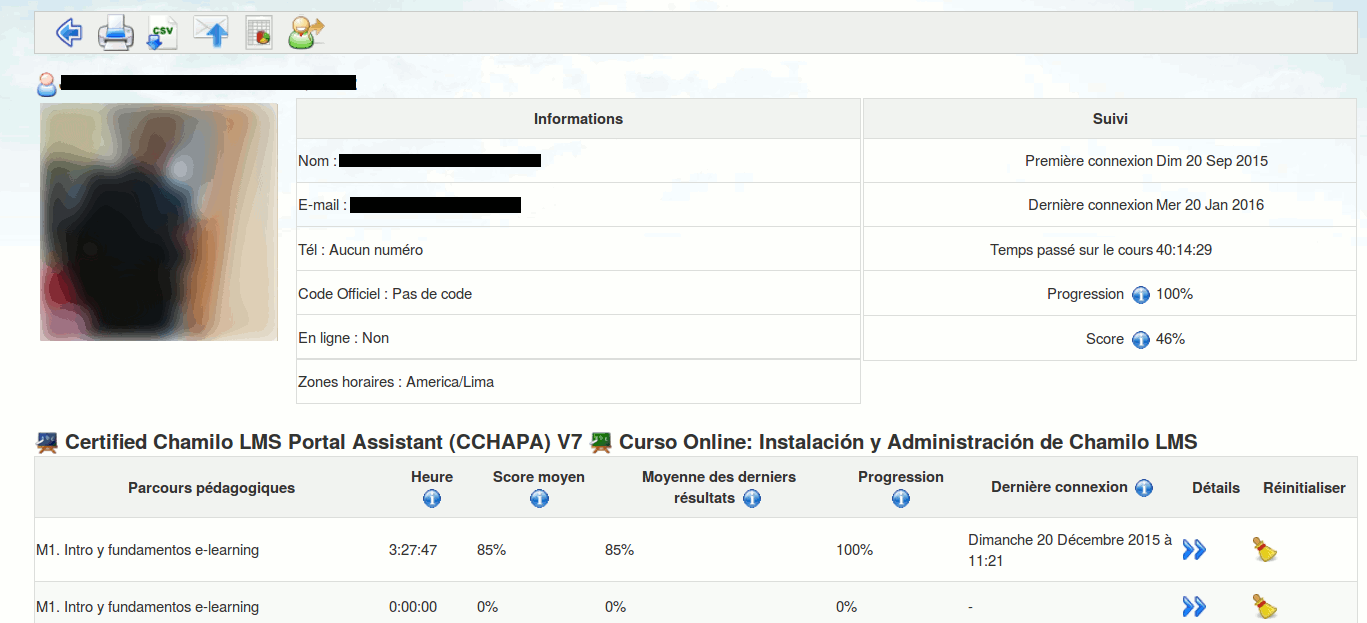 CSV
Informations
Suivi
Nom :
Première connexion Dim 20 Sep 2015
E-mail :
Dernière connexion Mer 20 Jan 2016
Tél : Aucun numéro
Temps passé sur le cours 40:14:29
Code Officiel : Pas de code
Progression 100%
En ligne : Non
Score 46%
Zones horaires : America/Lima
Certified Chamilo LMS Portal Assistant (CCHAPA) V7 Curso Online: Instalación y Administración de Chamilo LMS
Parcours pédagogiques
Heure
Score moyen
Moyenne des derniers
résultats
Progression
Dernière connexion
Détails
Réinitialiser
M1. Intro y fundamentos e-learning 3:27:47 85% 85% 100% Dimanche 20 Décembre 2015 à
11:21
M1. Intro y fundamentos e-learning 0:00:00 0% 0% 0% -